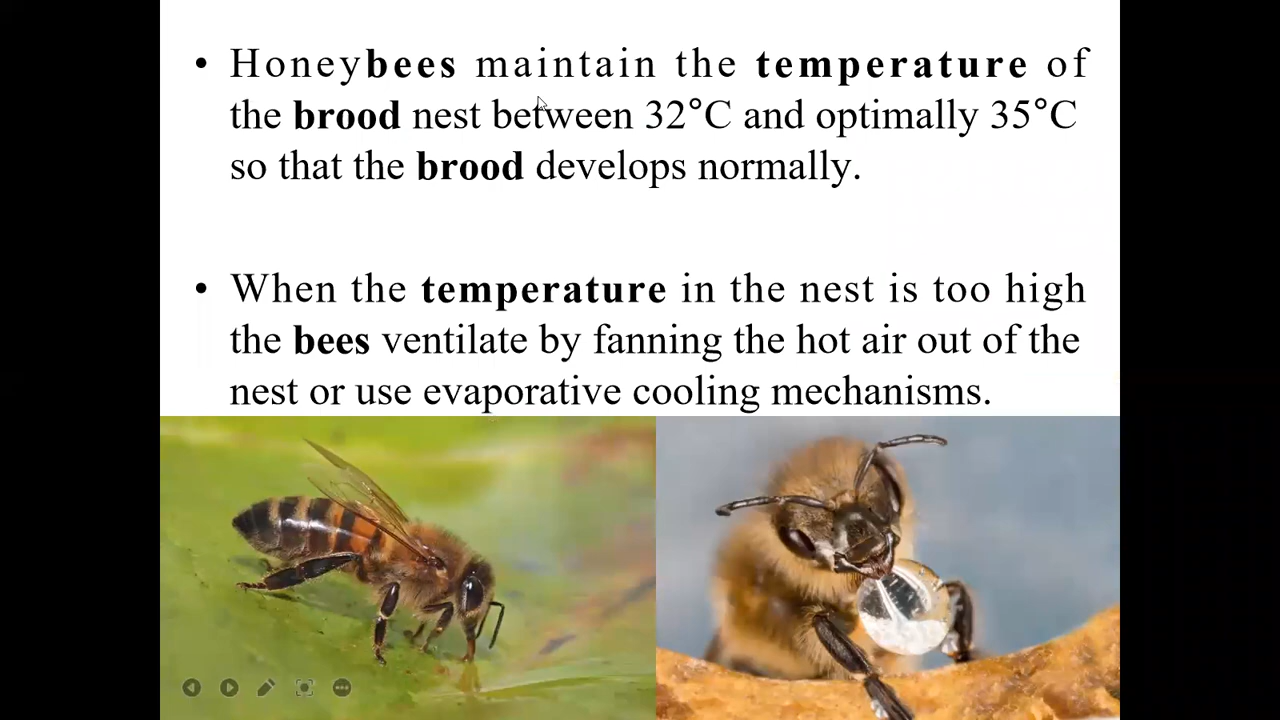 • Honeybees maintain the temperature of
the brood nest between 32°C and optimally 35°C
so that the brood develops normally.
• When the temperature in the nest is too high
the bees ventilate by fanning the hot air out of the
nest or use evaporative cooling mechanisms.